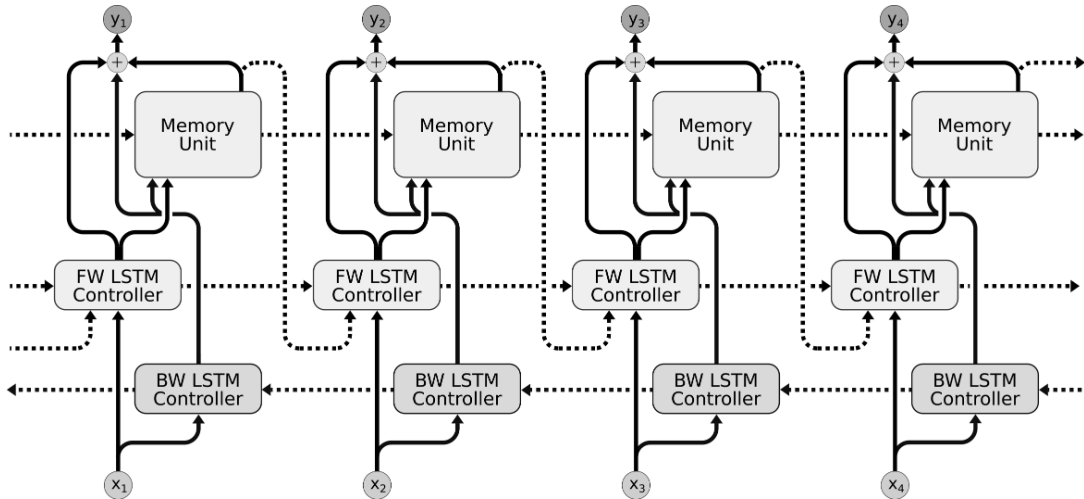 y1 y2 y3 y4
+ + + +
Memory Unit Memory Unit Memory Unit Memory Unit
FW LSTM Controller FW LSTM Controller FW LSTM Controller FW LSTM Controller
BW LSTM Controller BW LSTM Controller BW LSTM Controller BW LSTM Controller
x1 x2 x3 x4